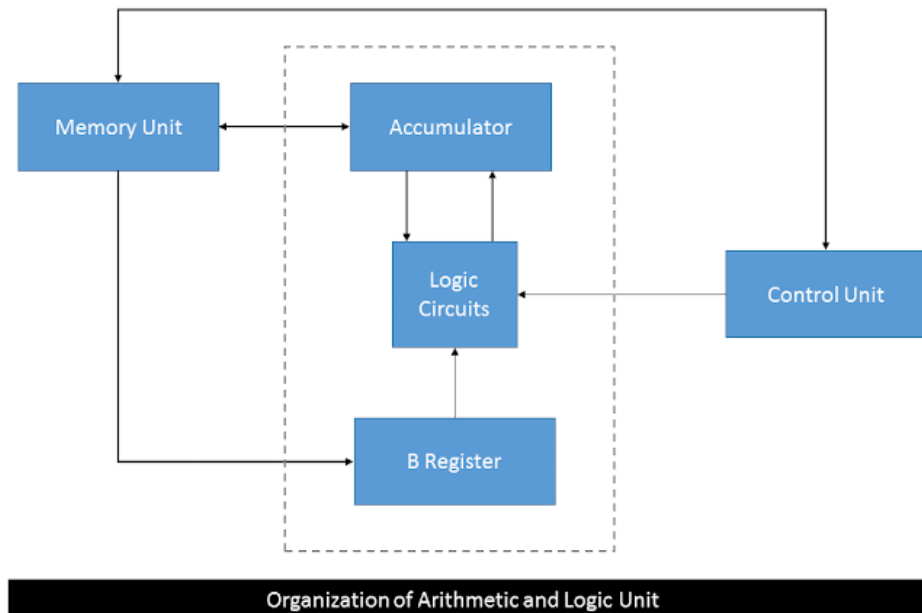 Memory Unit
Accumulator
Logic
Circuits
Control Unit
B Register
Organization of Arithmetic and Logic Unit